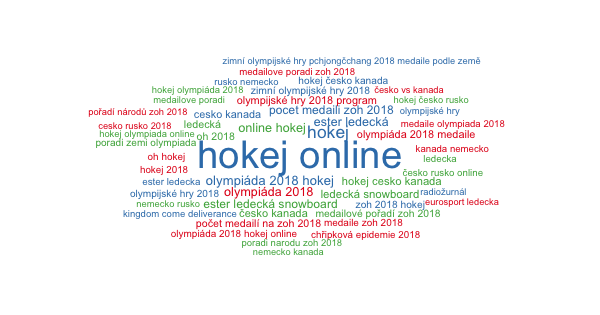 zimní olympijské hry pchjongčchang 2018 medaile podle země
medailove poradi zoh 2018
rusko nemecko
hokej česko kanada
hokej olympiáda 2018
zimní olympijské hry 2018
česko vs kanada
medailove poradi
olympijské hry 2018 program
hokej česko rusko
pořadí národů zoh 2018
cesko kanada
pocet medaili zoh 2018
olympijské hry
cesko rusko 2018
ledecká
online hokej
ester ledecká
medaile olympiada 2018
hokej olympiada online
oh 2018
hokej
olympiáda 2018 medaile
poradi zemi olympiada
hokej online
kanada nemecko
oh hokej
ledecka
hokej 2018
česko rusko online
ester ledecka
olympiáda 2018 hokej
hokej cesko kanada
olympijské hry 2018
olympiáda 2018
ledecká snowboard
radiožurnál
nemecko rusko
ester ledecká snowboard
zoh 2018 hokej
eurosport ledecka
kingdom come deliverance
česko kanada
medailové pořadí zoh 2018
počet medailí na zoh 2018
medaile zoh 2018
olympiáda 2018 hokej online
chřipková epidemie 2018
poradi narodu zoh 2018
nemecko kanada